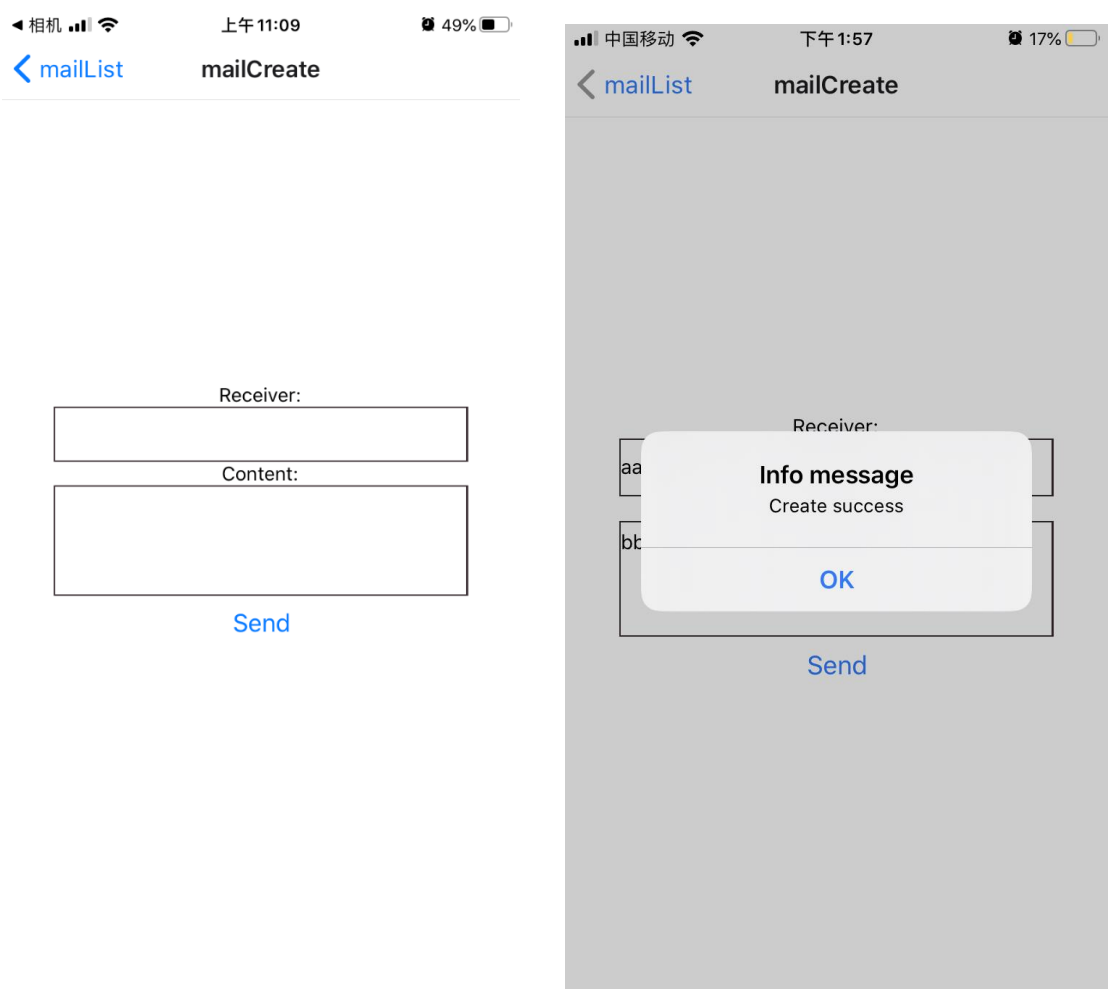 相机
上午11:09
49%
mailList
mailCreate
Receiver:
Content:
Send
中国移动
下午1:57
17%
mailList
mailCreate
Receiver:
aa
Info message
Create success
bb
OK
Send